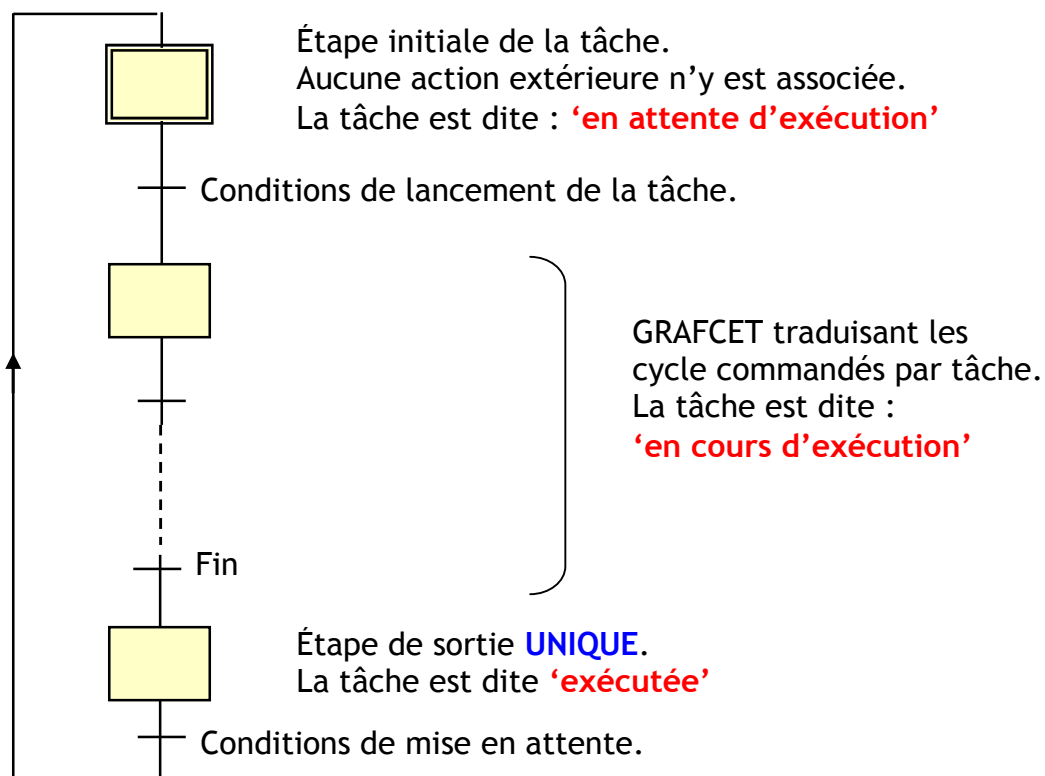 Étape initiale de la tâche.
Aucune action extérieure n’y est associée.
La tâche est dite : ‘en attente d’exécution’
Conditions de lancement de la tâche.
GRAFCET traduisant les
cycle commandés par tâche.
La tâche est dite :
‘en cours d’exécution’
Fin
Étape de sortie UNIQUE.
La tâche est dite ‘exécutée’
Conditions de mise en attente.